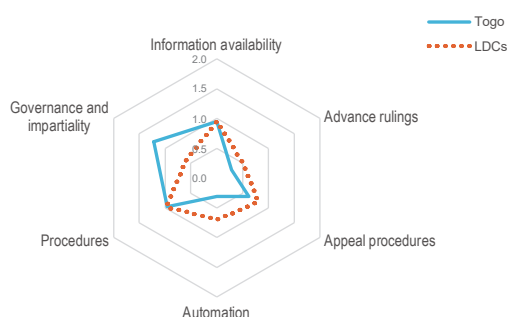 Togo
LDCs
Information availability
2.0
1.5
1.0
0.5
0.0
Governance and
impartiality
Advance rulings
Procedures
Appeal procedures
Automation